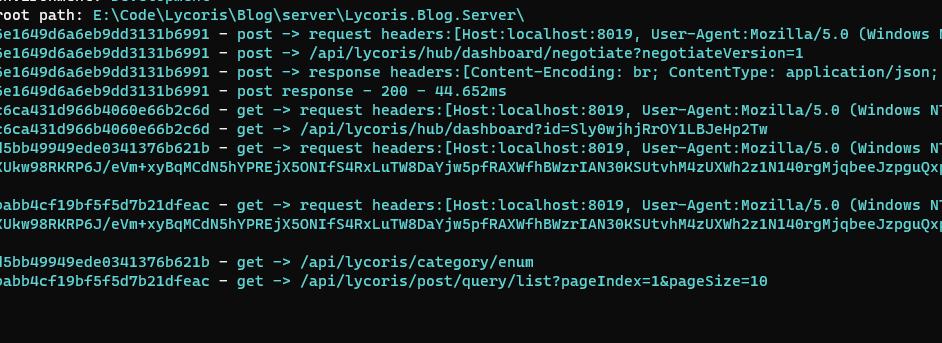 root path: E:\Code\Lycoris\Blog\server\Lycoris.Blog.Server\
6e1649d6a6eb9dd3131b6991 - post -> request headers:[Host:localhost:8019, User-Agent:Mozilla/5.0 (Windows N
6e1649d6a6eb9dd3131b6991 - post -> /api/lycoris/hub/dashboard/negotiate?negotiateVersion=1
6e1649d6a6eb9dd3131b6991 - post -> response headers:[Content-Encoding: br; ContentType: application/json;
6e1649d6a6eb9dd3131b6991 - post response - 200 - 44.652ms
c6ca431d966b4060e66b2c6d - get -> request headers:[Host:localhost:8019, User-Agent:Mozilla/5.0 (Windows NT
c6ca431d966b4060e66b2c6d - get -> /api/lycoris/hub/dashboard?id=Sly0wjhjRrOY1LBJeHp2Tw
d5bb49949ede0341376b621b - get -> request headers:[Host:localhost:8019, User-Agent:Mozilla/5.0 (Windows NT
XUkw98RKRP6J/eVm+xyBqMCdN5hYPREjX5ONIfS4RxLuTW8DaYjw5pfRAXWfhBWzrIAN30KSUtvhM4zUXWh2z1N140rgMjqbeeJzpguQxp
babb4cf19bf5f5d7b21dfeac - get -> request headers:[Host:localhost:8019, User-Agent:Mozilla/5.0 (Windows NT
XUkw98RKRP6J/eVm+xyBqMCdN5hYPREjX5ONIfS4RxLuTW8DaYjw5pfRAXWfhBWzrIAN30KSUtvhM4zUXWh2z1N140rgMjqbeeJzpguQxp
d5bb49949ede0341376b621b - get -> /api/lycoris/category/enum
babb4cf19bf5f5d7b21dfeac - get -> /api/lycoris/post/query/list?pageIndex=1&pageSize=10